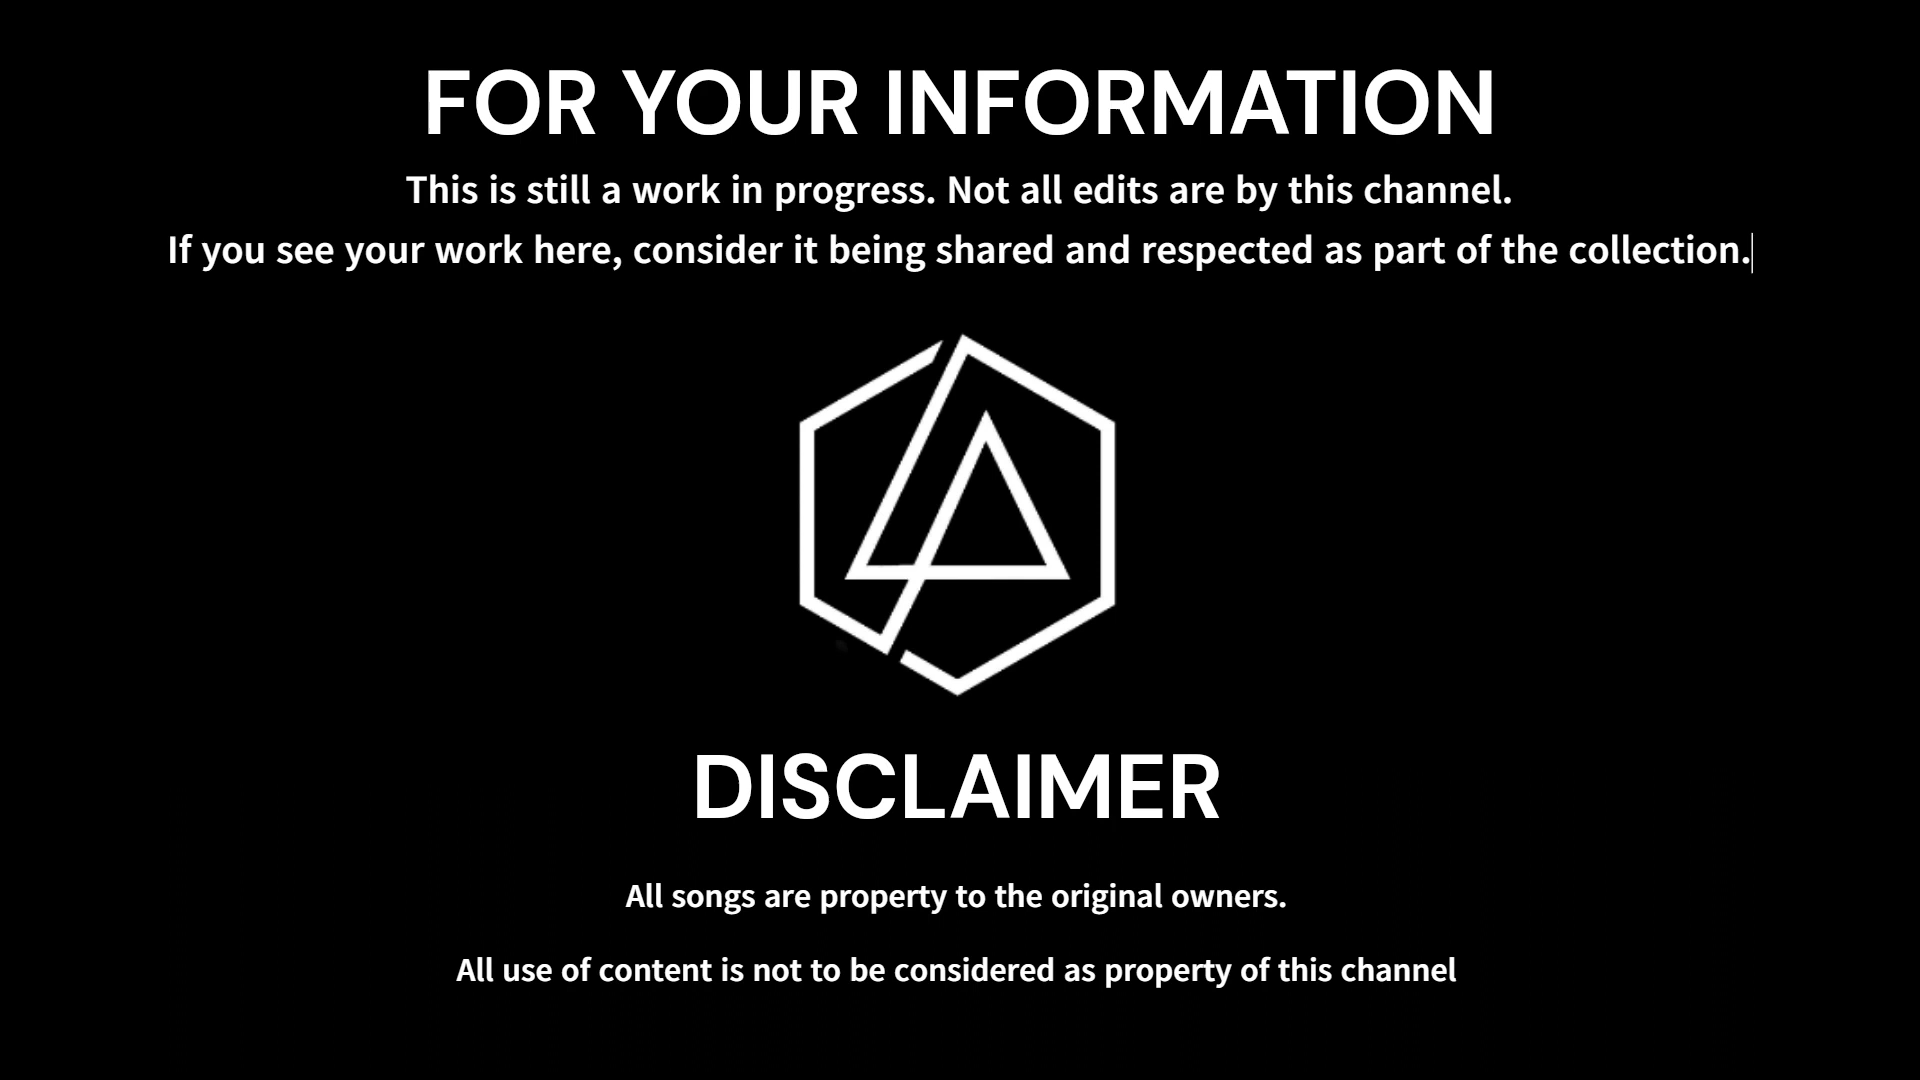 FOR YOUR INFORMATION
This is still a work in progress. Not all edits are by this channel.
If you see your work here, consider it being shared and respected as part of the collection.
DISCLAIMER
All songs are property to the original owners.
All use of content is not to be considered as property of this channel